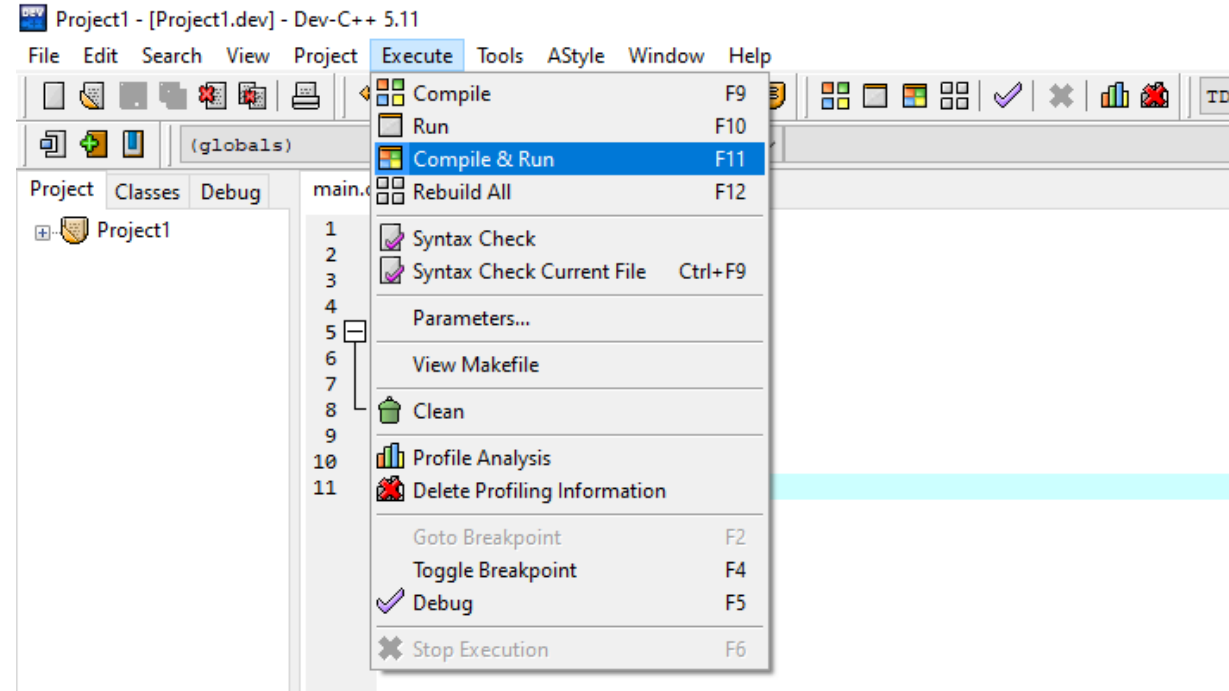 Project1 - [Project1.dev] - Dev-C++ 5.11
File Edit Search View Project Execute Tools AStyle Window Help
(globals)
Project Classes Debug
Project1
1
2
3
4
5
6
7
8
9
10
11
Compile F9
Run F10
Compile & Run F11
Rebuild All F12
Syntax Check
Syntax Check Current File Ctrl+F9
Parameters...
View Makefile
Clean
Profile Analysis
Delete Profiling Information
Goto Breakpoint F2
Toggle Breakpoint F4
Debug F5
Stop Execution F6